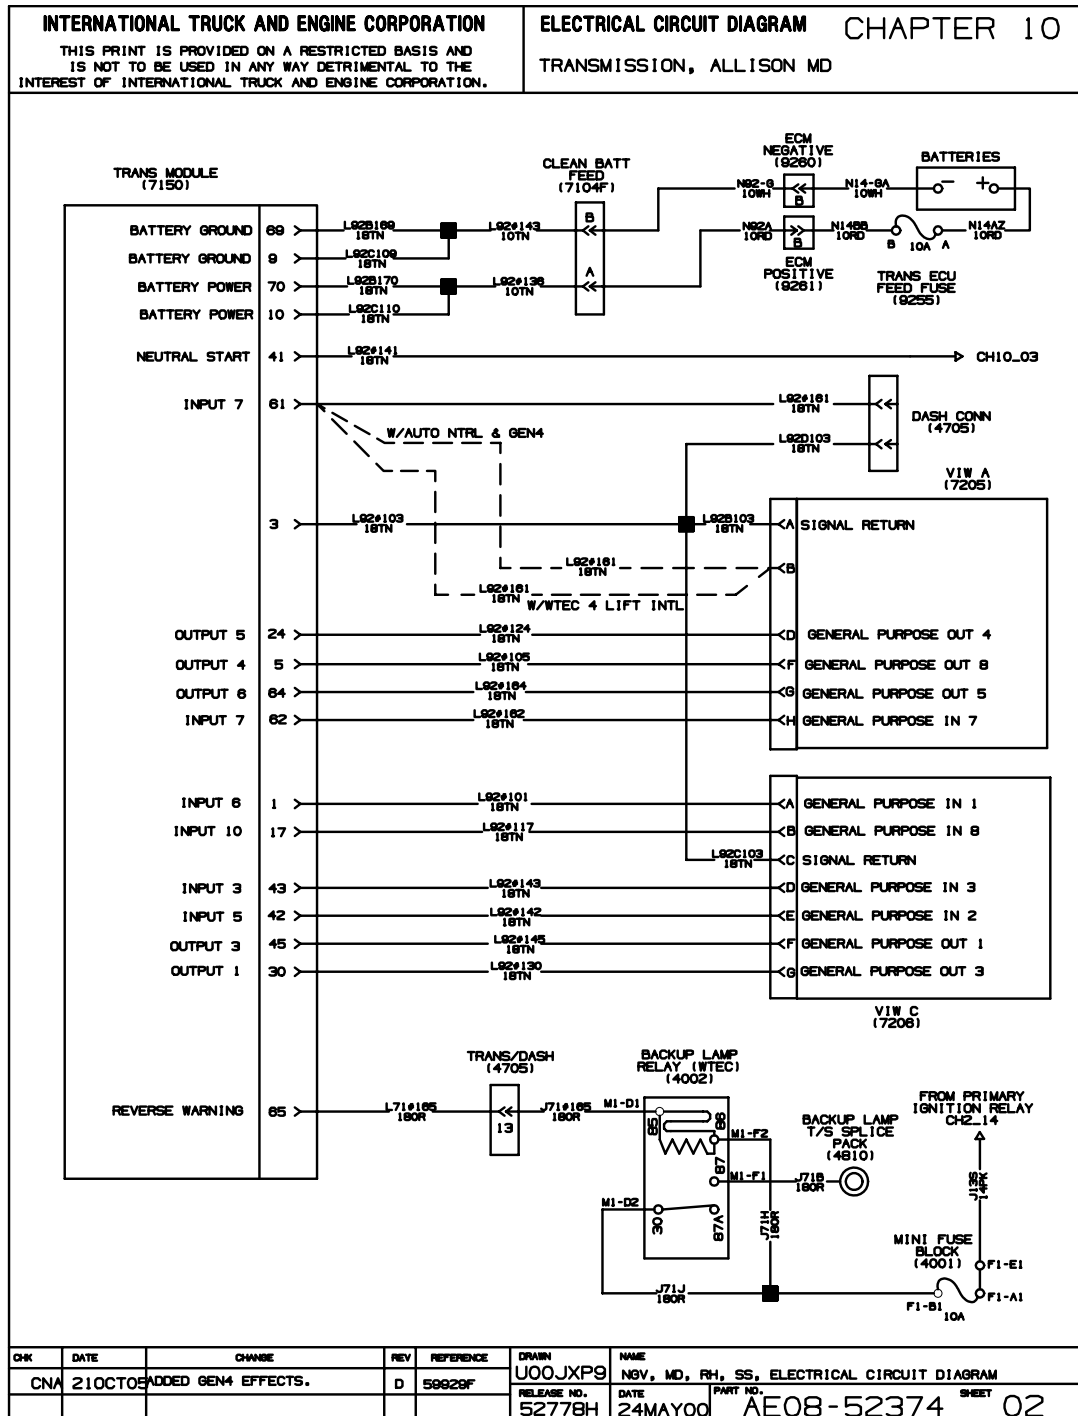 INTERNATIONAL TRUCK AND ENGINE CORPORATION
THIS PRINT IS PROVIDED ON A RESTRICTED BASIS AND
IS NOT TO BE USED IN ANY WAY DETRIMENTAL TO THE
INTEREST OF INTERNATIONAL TRUCK AND ENGINE CORPORATION.
ELECTRICAL CIRCUIT DIAGRAM CHAPTER 10
TRANSMISSION, ALLISON MD
TRANS MODULE
(7150)
CLEAN BATT
FEED
(7104F)
ECM
NEGATIVE
(9260)
BATTERIES
N92-G
10WH
B
N14-GA
10WH
- +
BATTERY GROUND 69
L92B169
18TN
L92#143
10TN
B
N92A
10RD
B
N14BB
10RD
B 10A A
N14AZ
10RD
BATTERY GROUND 9
L92C109
18TN
ECM
POSITIVE
(9261)
TRANS ECU
FEED FUSE
(9255)
BATTERY POWER 70
L92B170
18TN
L92#136
10TN
A
BATTERY POWER 10
L92C110
18TN
NEUTRAL START 41
L92#141
18TN
CH10_03
INPUT 7 61
L92#161
18TN
DASH CONN
(4705)
W/AUTO NTRL & GEN4
L92D103
18TN
VIW A
(7205)
3
L92#103
18TN
L92B103
18TN
A SIGNAL RETURN
L92#161
18TN
B
L92#161
18TN
W/WTEC 4 LIFT INTL
OUTPUT 5 24
L92#124
18TN
D GENERAL PURPOSE OUT 4
OUTPUT 4 5
L92#105
18TN
F GENERAL PURPOSE OUT 8
OUTPUT 6 64
L92#164
18TN
G GENERAL PURPOSE OUT 5
INPUT 7 62
L92#162
18TN
H GENERAL PURPOSE IN 7
INPUT 6 1
L92#101
18TN
A GENERAL PURPOSE IN 1
INPUT 10 17
L92#117
18TN
B GENERAL PURPOSE IN 8
L92C103
18TN
C SIGNAL RETURN
INPUT 3 43
L92#143
18TN
D GENERAL PURPOSE IN 3
INPUT 5 42
L92#142
18TN
E GENERAL PURPOSE IN 2
OUTPUT 3 45
L92#145
18TN
F GENERAL PURPOSE OUT 1
OUTPUT 1 30
L92#130
18TN
G GENERAL PURPOSE OUT 3
VIW C
(7206)
TRANS/DASH
(4705)
BACKUP LAMP
RELAY (WTEC)
(4002)
REVERSE WARNING 65
L71#165
18OR
13
J71#165
18OR
M1-D1
85
86
M1-F2
87
M1-F1
M1-D2
30
87A
BACKUP LAMP
T/S SPLICE
PACK
(4810)
J71B
18OR
J71H
18OR
J71J
18OR
FROM PRIMARY
IGNITION RELAY
CH2_14
J13S
14PK
MINI FUSE
BLOCK
(4001)
F1-E1
F1-A1
F1-B1
10A
CHK DATE CHANGE REV REFERENCE
CNA 21OCT05 ADDED GEN4 EFFECTS. D 59929F
DRAWN
U00JXP9
NAME
NGV, MD, RH, SS, ELECTRICAL CIRCUIT DIAGRAM
RELEASE NO.
52778H
DATE
24MAY00
PART NO.
AE08-52374
SHEET
02